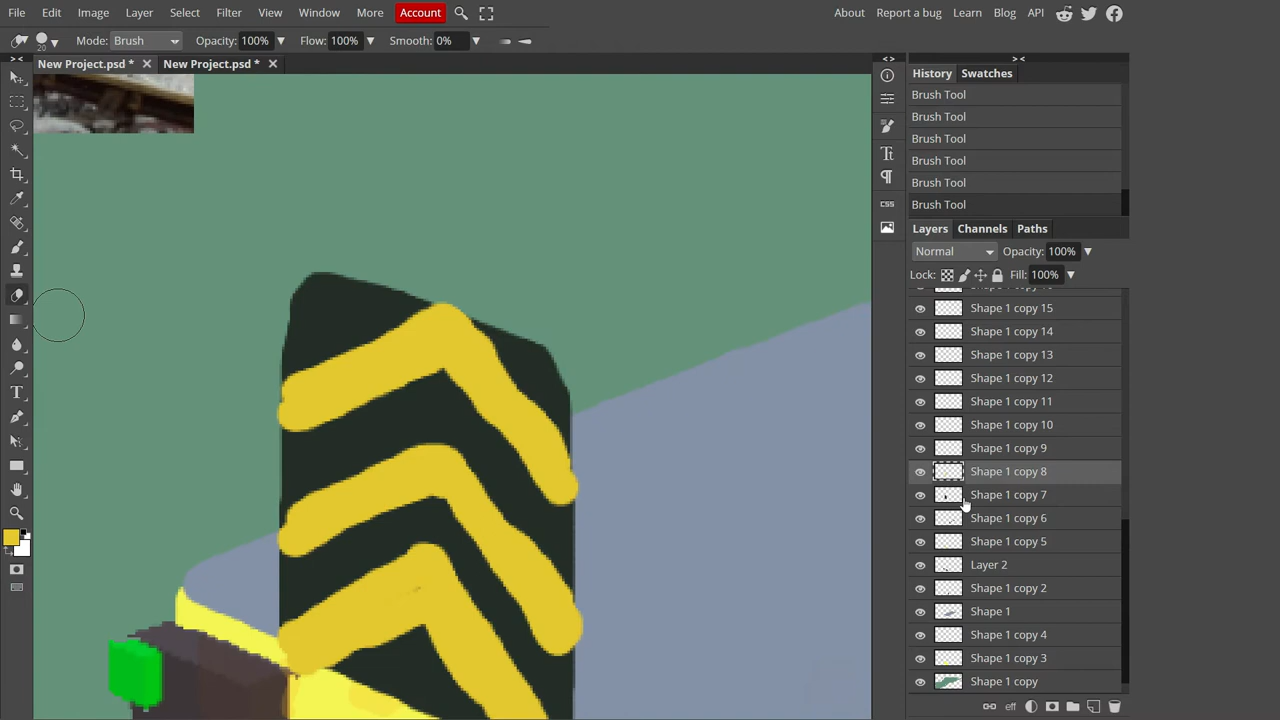 File Edit Image Layer Select Filter View Window More Account About Report a bug Learn Blog API
20 Mode: Brush Opacity: 100% Flow: 100% Smooth: 0%
New Project.psd * New Project.psd *
History Swatches
Brush Tool
Brush Tool
Brush Tool
Brush Tool
Brush Tool
Brush Tool
Layers Channels Paths
Normal Opacity: 100%
Lock: Fill: 100%
Shape 1 copy 15
Shape 1 copy 14
Shape 1 copy 13
Shape 1 copy 12
Shape 1 copy 11
Shape 1 copy 10
Shape 1 copy 9
Shape 1 copy 8
Shape 1 copy 7
Shape 1 copy 6
Shape 1 copy 5
Layer 2
Shape 1 copy 2
Shape 1
Shape 1 copy 4
Shape 1 copy 3
Shape 1 copy
CSS
eff